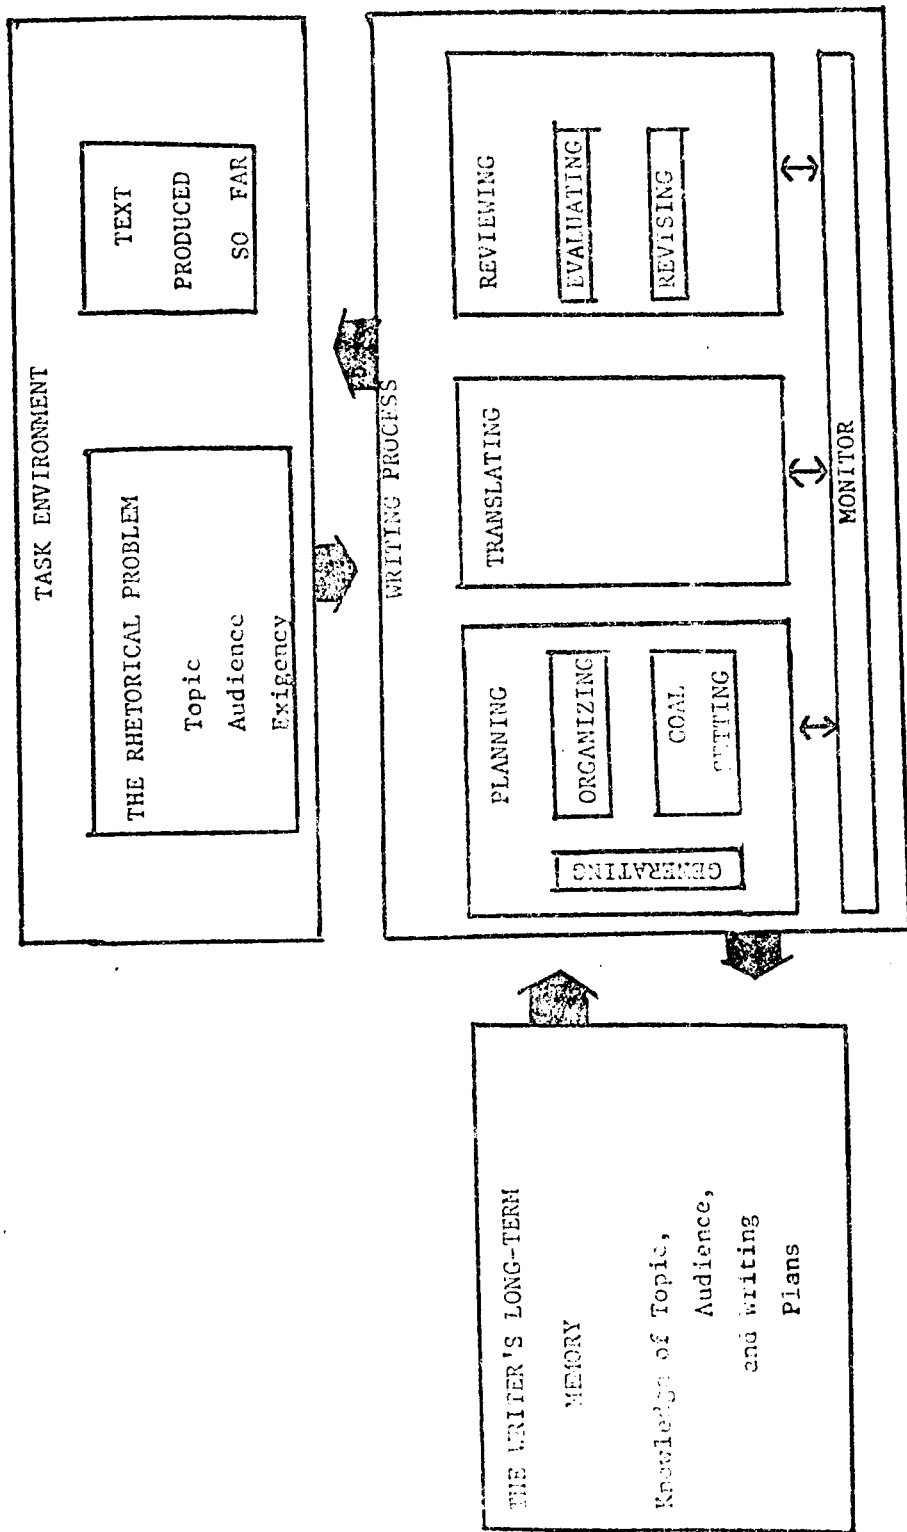 TASK ENVIRONMENT
THE RHETORICAL PROBLEM
Topic
Audience
Exigency
TEXT
PRODUCED
SO FAR
WRITING PROCESS
THE WRITER'S LONG-TERM
MEMORY
Knowledge of Topic,
Audience,
and Writing
Plans
PLANNING
GENERATING
ORGANIZING
GOAL
SETTING
TRANSLATING
REVIEWING
EVALUATING
REVISING
MONITOR